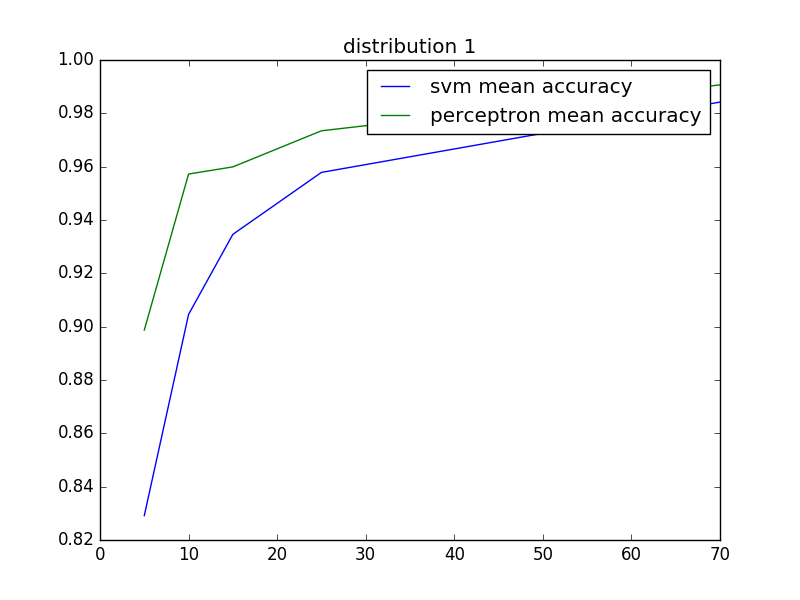 distribution 1
1.00
0.98
0.96
0.94
0.92
0.90
0.88
0.86
0.84
0.82
svm mean accuracy
perceptron mean accuracy
0 10 20 30 40 50 60 70